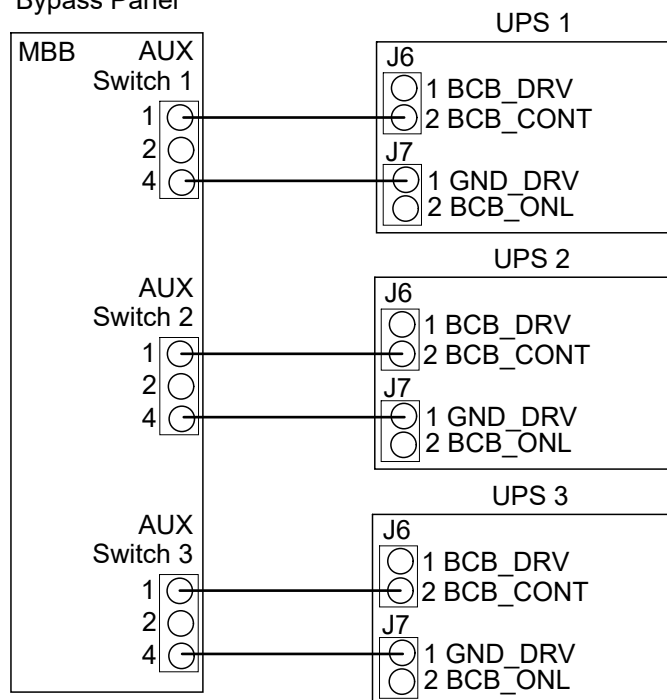 Bypass Panel
MBB
AUX
Switch 1
1
2
4
UPS 1
J6
1 BCB_DRV
2 BCB_CONT
J7
1 GND_DRV
2 BCB_ONL
AUX
Switch 2
1
2
4
UPS 2
J6
1 BCB_DRV
2 BCB_CONT
J7
1 GND_DRV
2 BCB_ONL
AUX
Switch 3
1
2
4
UPS 3
J6
1 BCB_DRV
2 BCB_CONT
J7
1 GND_DRV
2 BCB_ONL